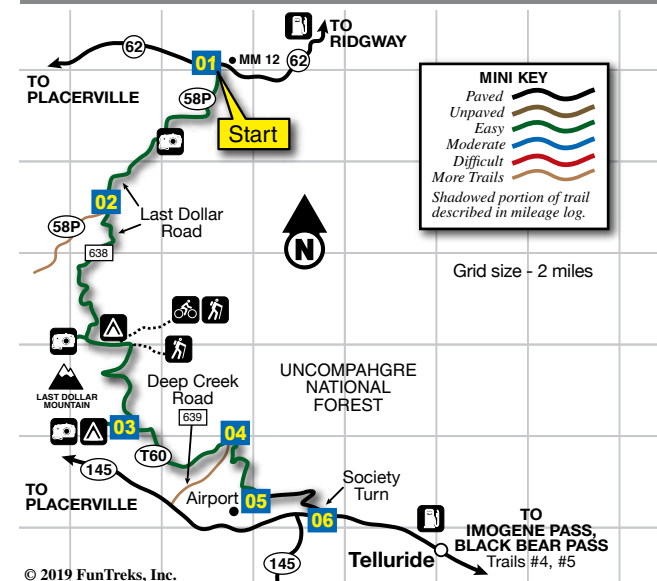 TO
RIDGWAY
62
01
MM 12
62
TO
PLACERVILLE
58P
Start
MINI KEY
Paved
Unpaved
Easy
Moderate
Difficult
More Trails
Shadowed portion of trail
described in mileage log.
02
Last Dollar
Road
58P
638
N
Grid size - 2 miles
LAST DOLLAR
MOUNTAIN
Deep Creek
Road
639
UNCOMPAHGRE
NATIONAL
FOREST
03
04
T60
145
TO
PLACERVILLE
Airport
05
Society
Turn
06
TO
IMOGENE PASS,
BLACK BEAR PASS
Trails #4, #5
Telluride
145
© 2019 FunTreks, Inc.